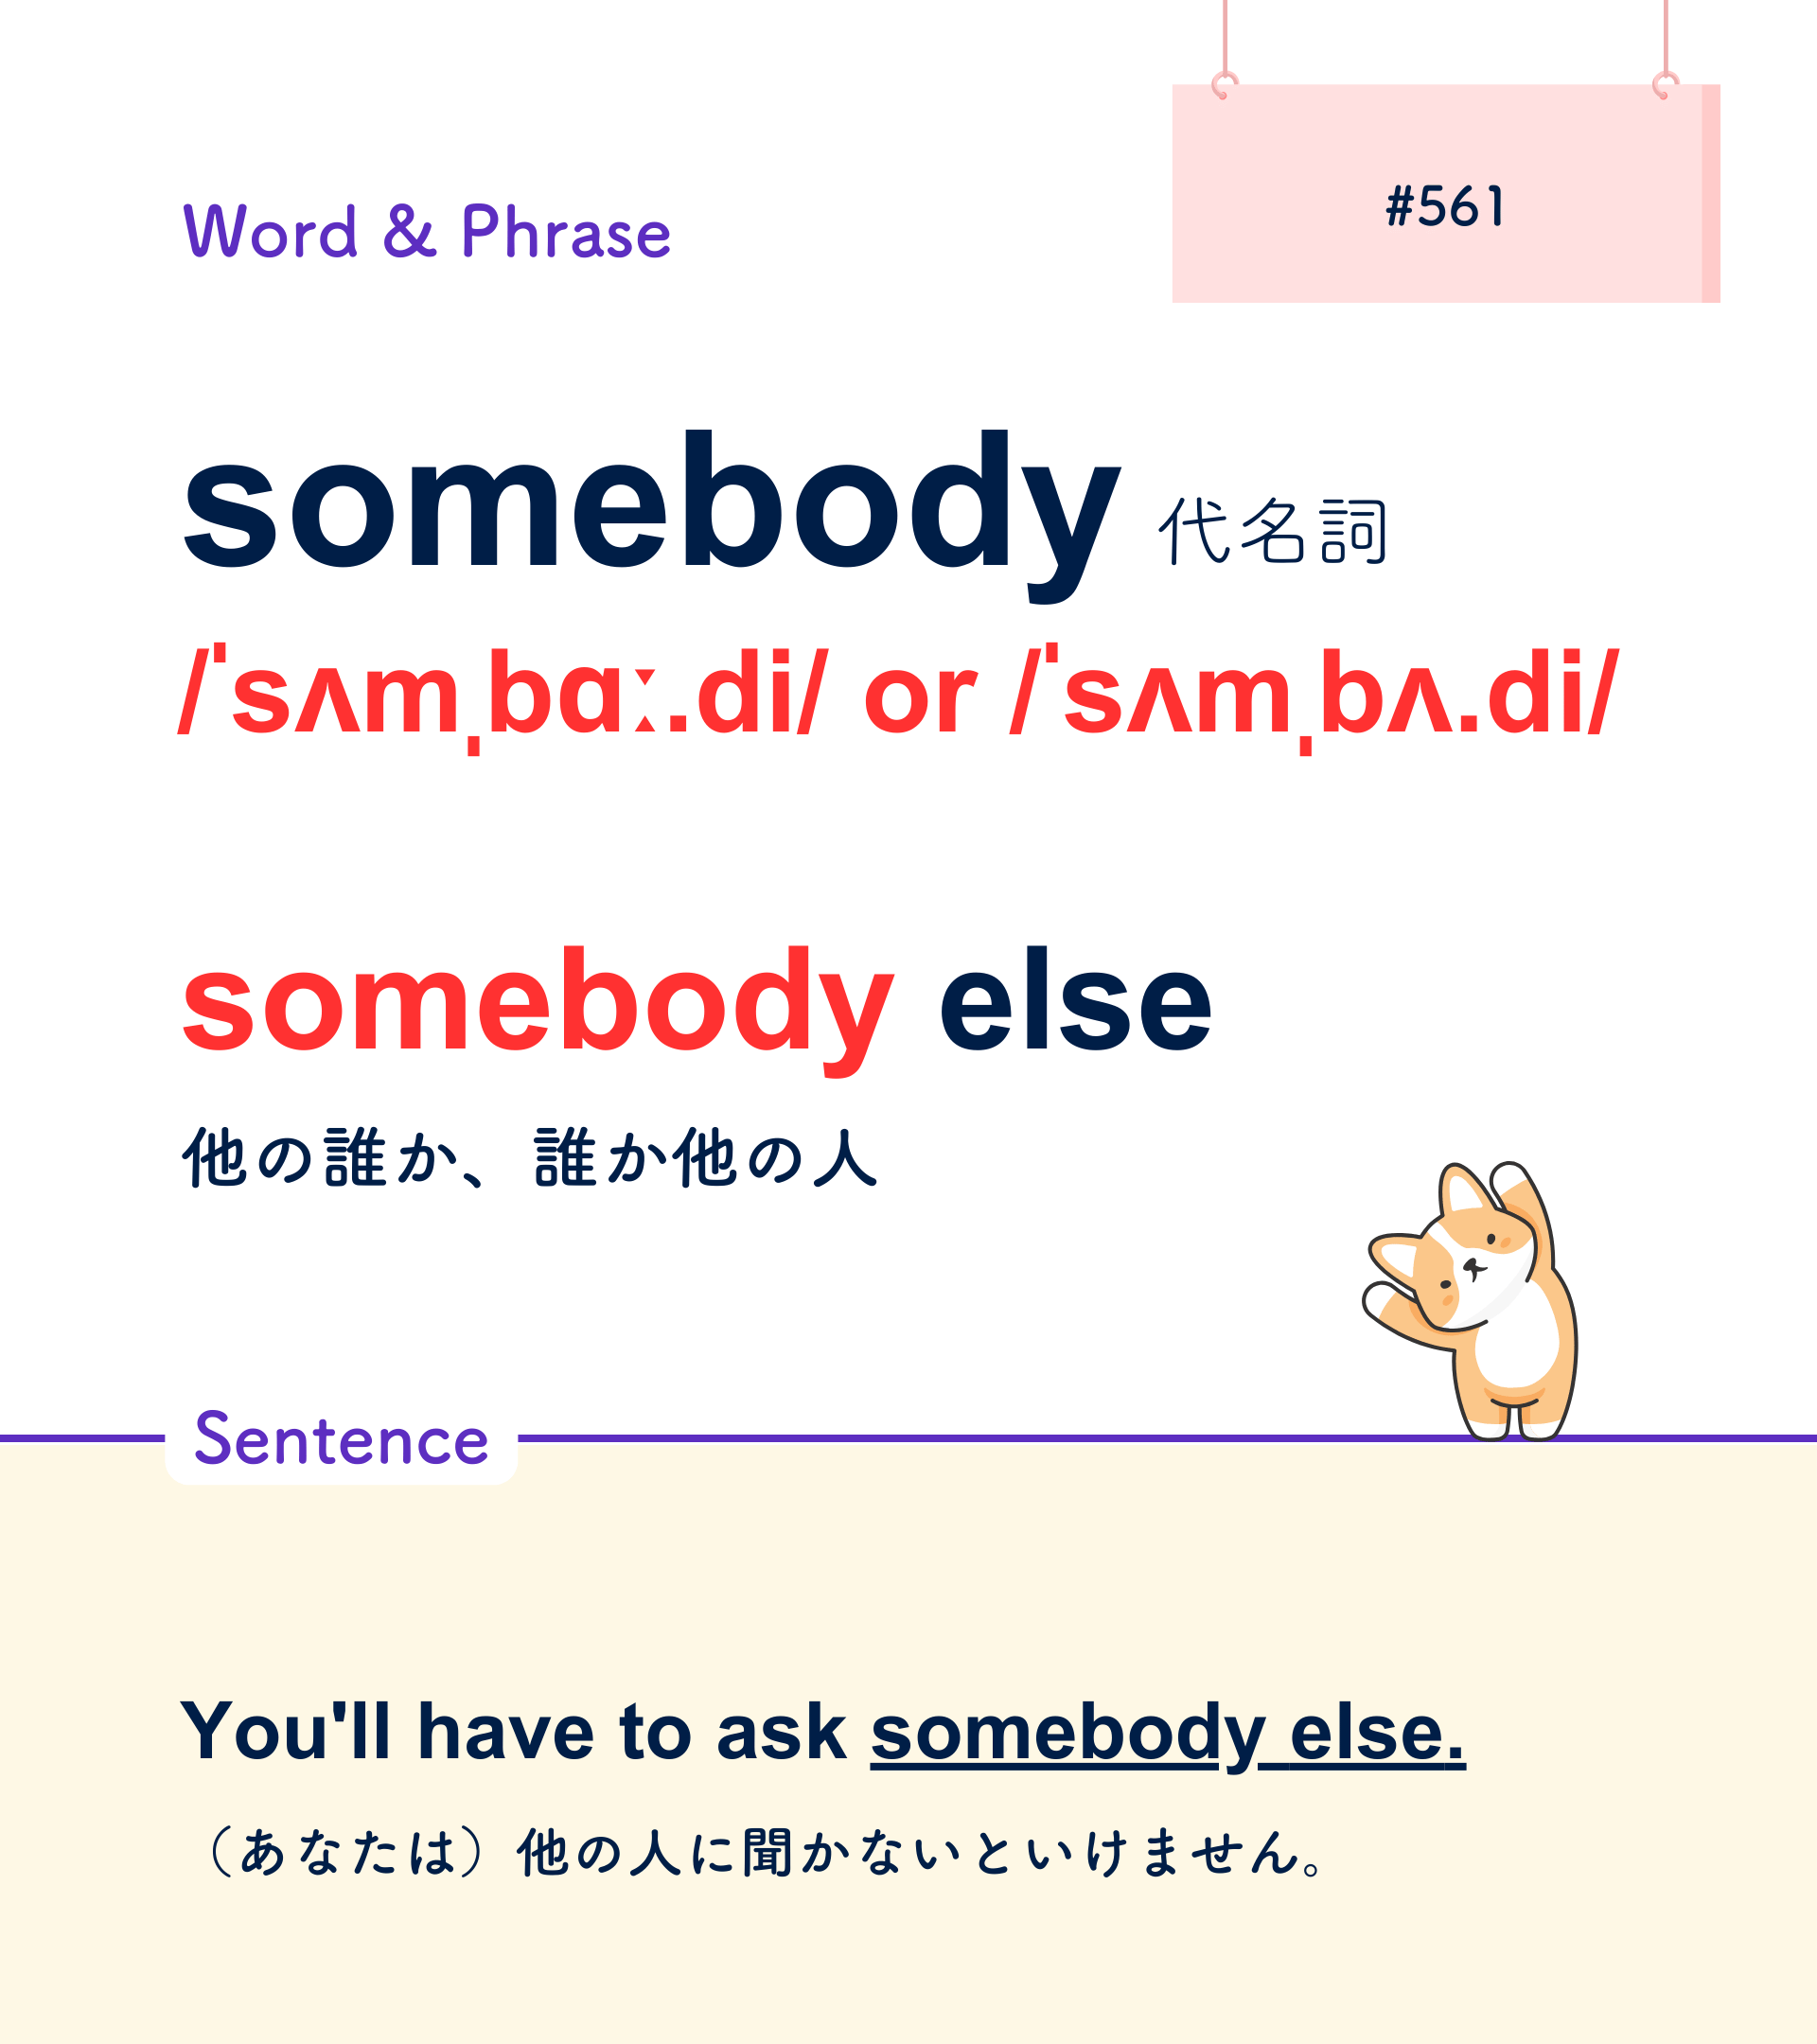 #561
Word & Phrase
somebody 代名詞
/ˈsʌmˌbɑː.di/ or /ˈsʌmˌbʌ.di/
somebody else
他の誰か、誰か他の人
Sentence
You'll have to ask somebody else.
（あなたは）他の人に聞かないといけません。